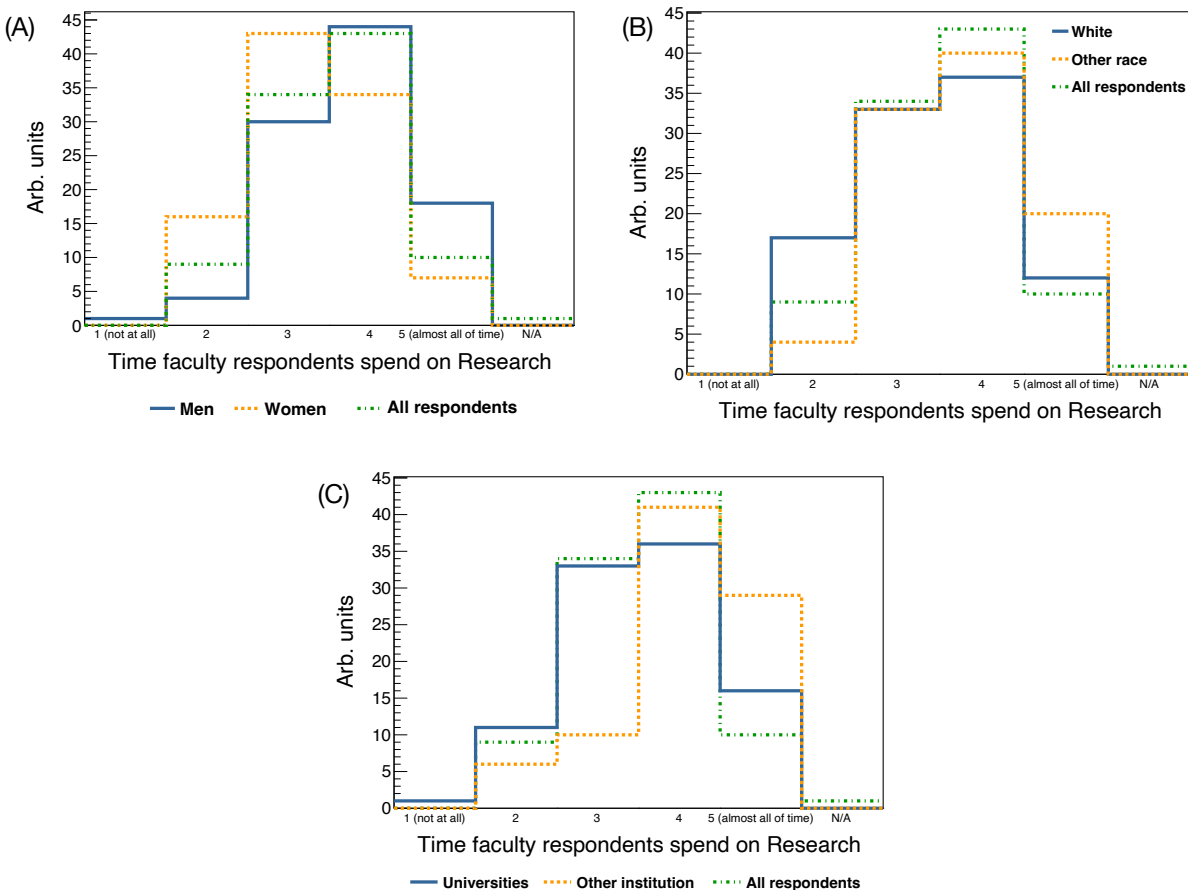 (A)
45
40
35
30
25
20
15
10
5
0
Arb. units
1 (not at all) 2 3 4 5 (almost all of time) N/A
Time faculty respondents spend on Research
Men Women All respondents
(B)
45
40
35
30
25
20
15
10
5
0
Arb. units
White
Other race
All respondents
1 (not at all) 2 3 4 5 (almost all of time) N/A
Time faculty respondents spend on Research
(C)
45
40
35
30
25
20
15
10
5
0
Arb. units
1 (not at all) 2 3 4 5 (almost all of time) N/A
Time faculty respondents spend on Research
Universities Other institution All respondents